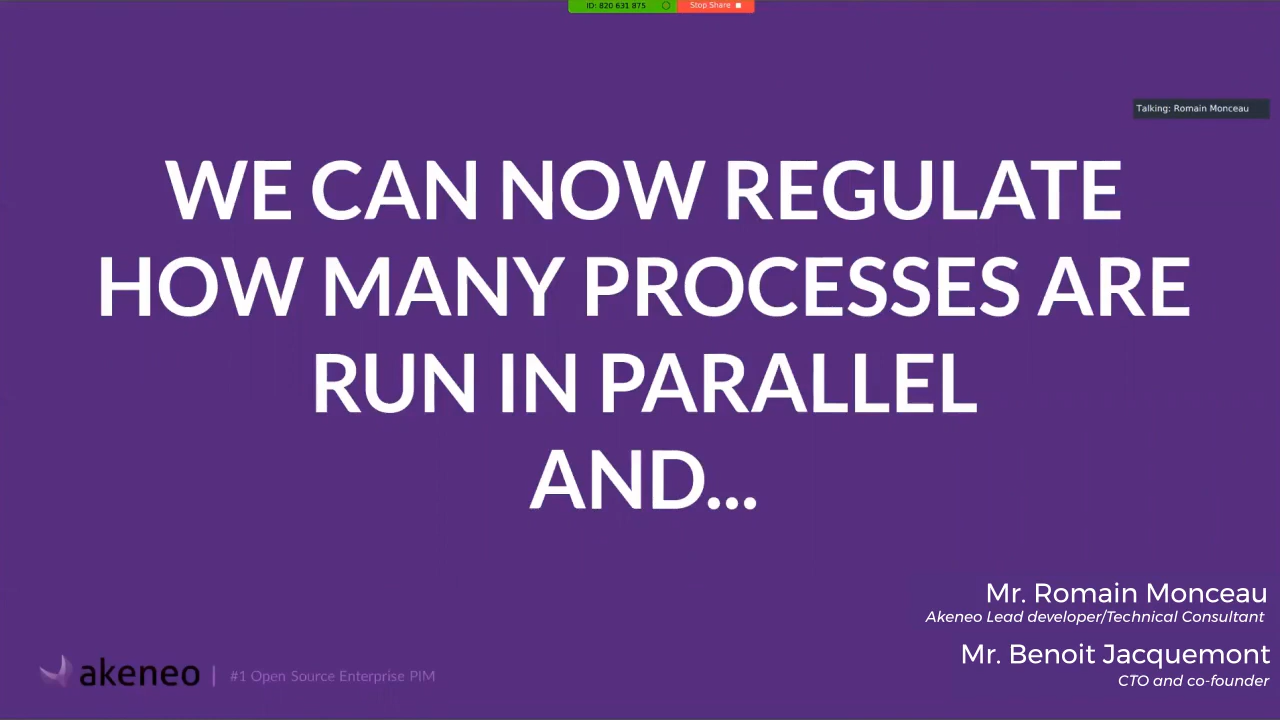 ID: 820 631 875 Stop Share
Talking: Romain Monceau
WE CAN NOW REGULATE
HOW MANY PROCESSES ARE
RUN IN PARALLEL
AND...
Mr. Romain Monceau
Akeneo Lead developer/Technical Consultant
Mr. Benoit Jacquemont
CTO and co-founder
akeneo | #1 Open Source Enterprise PIM